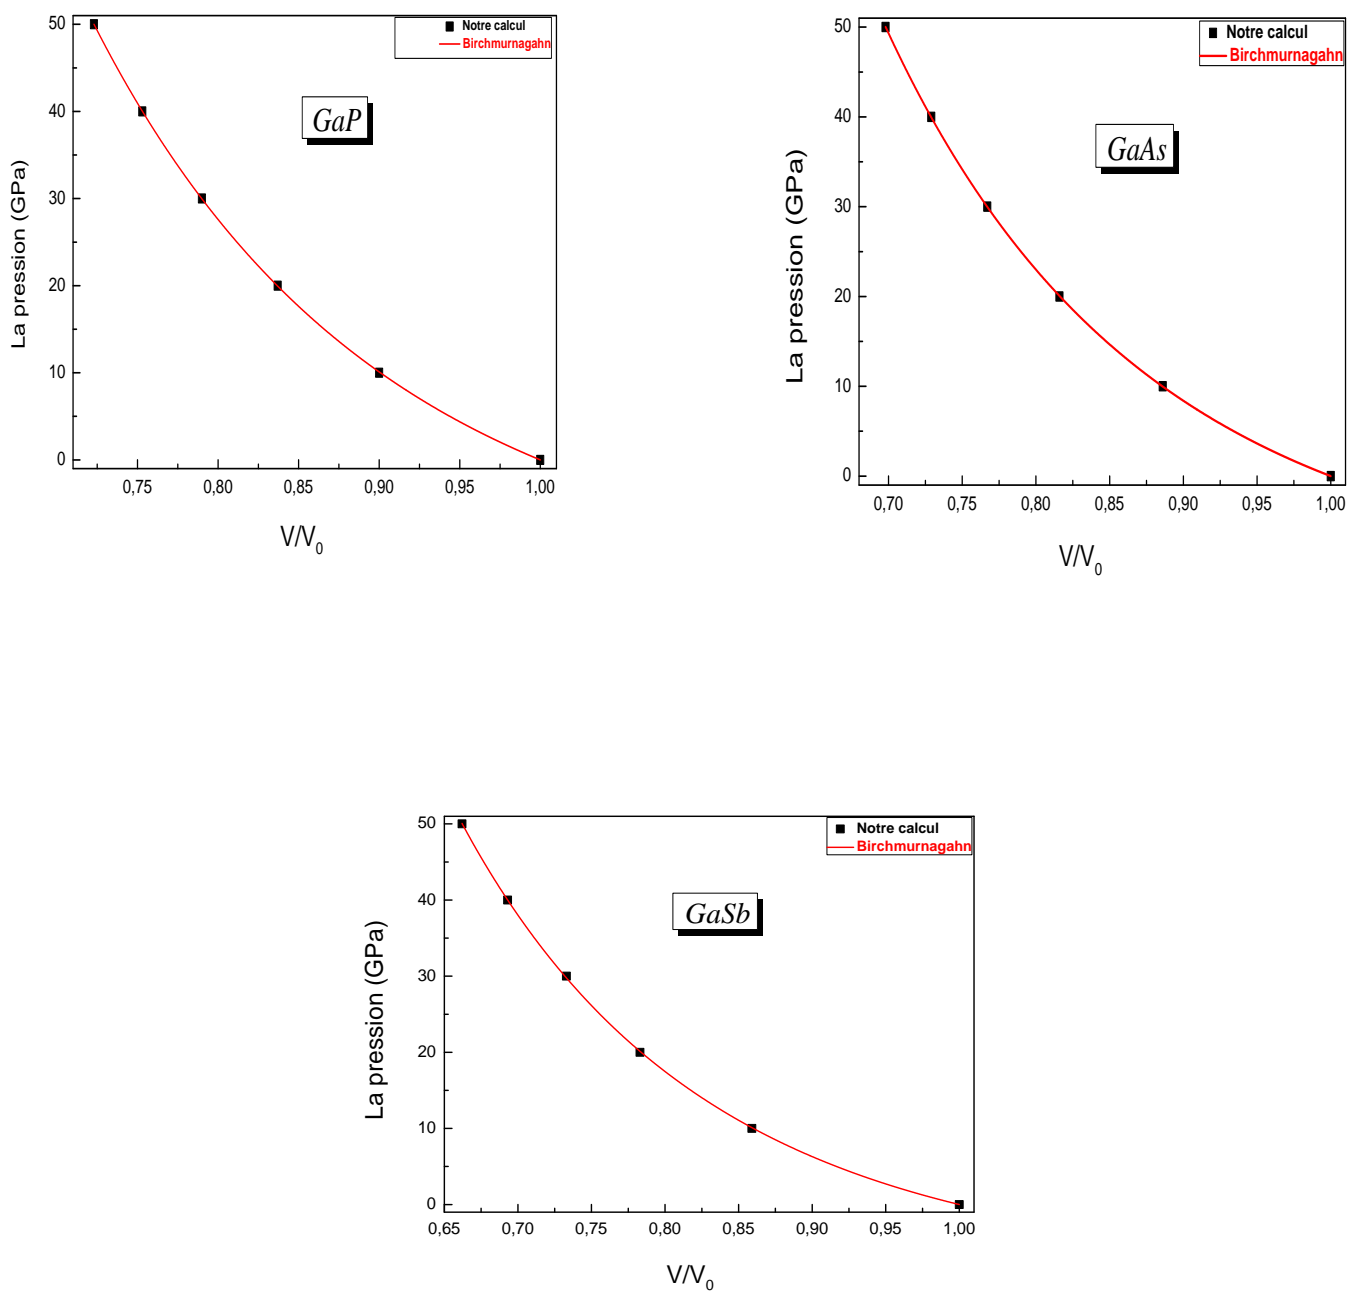 Notre calcul
Birchmurnagahn
GaP
La pression (GPa)
50
40
30
20
10
0
0,75 0,80 0,85 0,90 0,95 1,00
V/V0
Notre calcul
Birchmurnagahn
GaAs
La pression (GPa)
50
40
30
20
10
0
0,70 0,75 0,80 0,85 0,90 0,95 1,00
V/V0
Notre calcul
Birchmurnagahn
GaSb
La pression (GPa)
50
40
30
20
10
0
0,65 0,70 0,75 0,80 0,85 0,90 0,95 1,00
V/V0